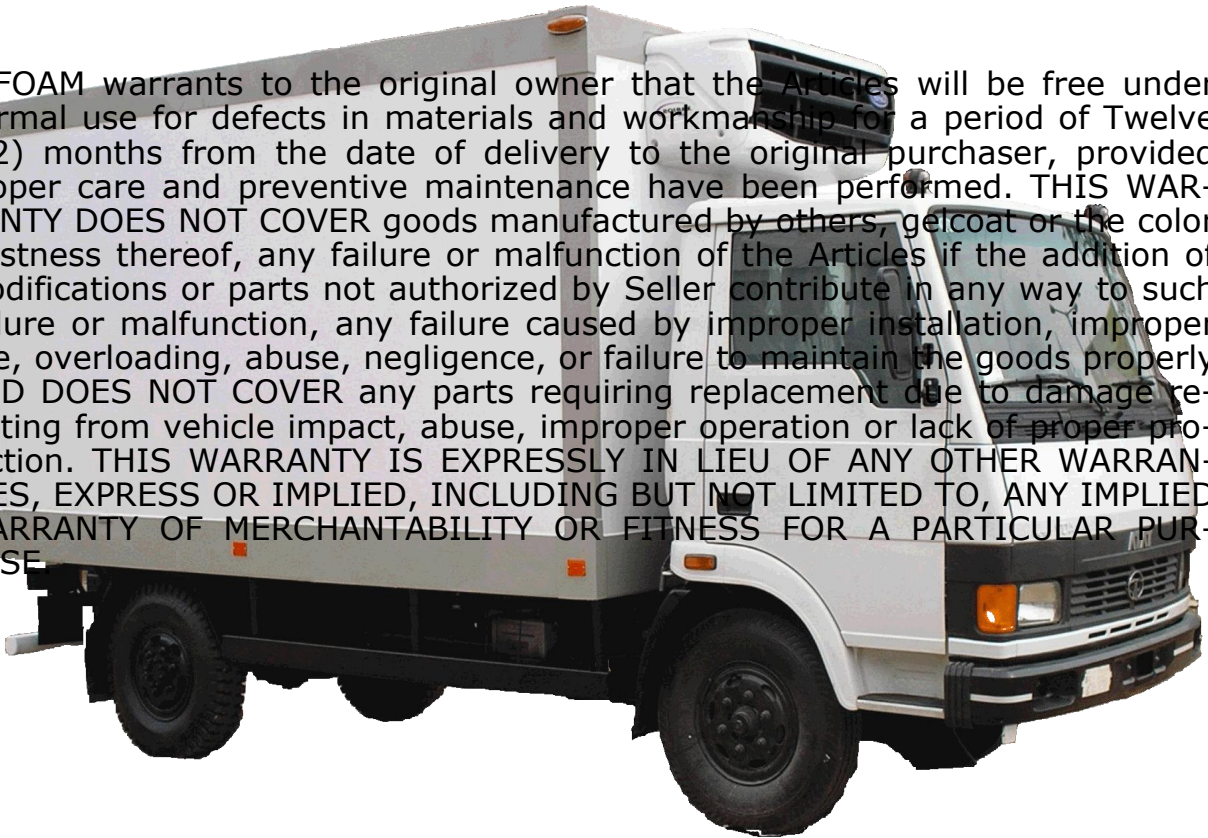 FOAM warrants to the original owner that the Articles will be free under
rmal use for defects in materials and workmanship for a period of Twelve
2) months from the date of delivery to the original purchaser, provided
oper care and preventive maintenance have been performed. THIS WAR-
NTY DOES NOT COVER goods manufactured by others, gelcoat or the color
stness thereof, any failure or malfunction of the Articles if the addition of
odifications or parts not authorized by Seller contribute in any way to such
lure or malfunction, any failure caused by improper installation, improper
e, overloading, abuse, negligence, or failure to maintain the goods properly
D DOES NOT COVER any parts requiring replacement due to damage re-
ting from vehicle impact, abuse, improper operation or lack of proper pro-
ction. THIS WARRANTY IS EXPRESSLY IN LIEU OF ANY OTHER WARRAN-
ES, EXPRESS OR IMPLIED, INCLUDING BUT NOT LIMITED TO, ANY IMPLIED
ARRANTY OF MERCHANTABILITY OR FITNESS FOR A PARTICULAR PUR-
SE.